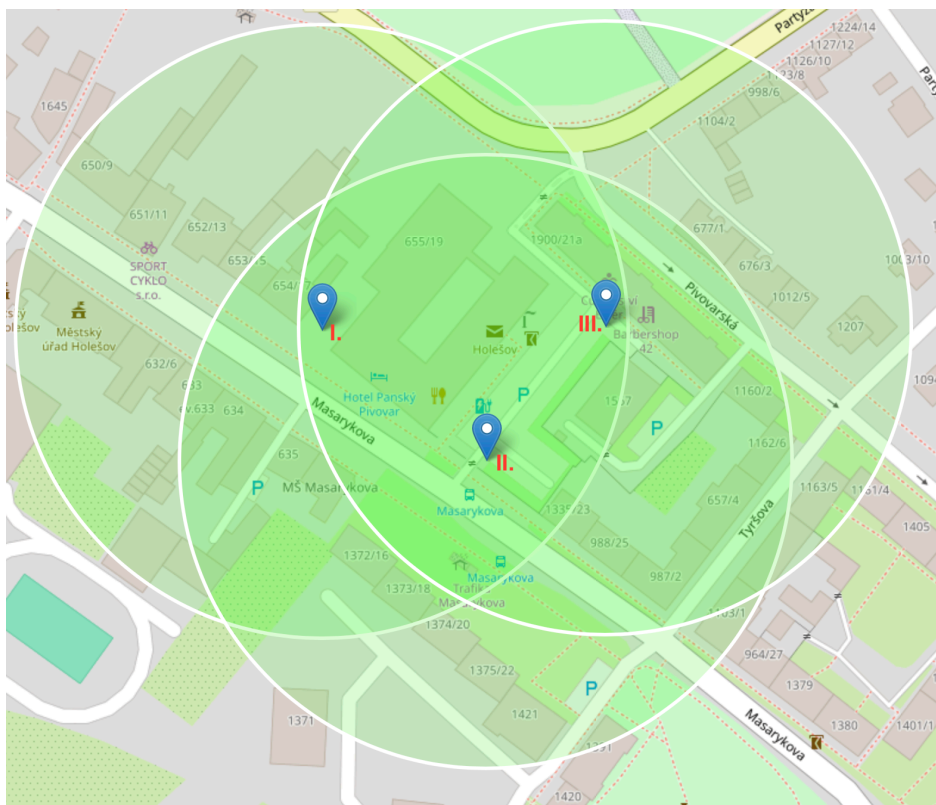 1224/14
Partyzá
1127/12
1126/10
1123/8
998/6
1645
1104/2
650/9
651/11
652/13
677/1
655/19
1900/21a
653/15
676/3
1003/10
SPORT
CYKLO
s.r.o.
Pivovarská
1012/5
I.
III.
Městský
úřad Holešov
Holešov
Barbershop
42
1207
632/6
Hotel Panský
Pivovar
1567
P
1160/2
633
cv.633
634
Masarykova
P
1162/6
II.
635
P
MŠ Masarykova
Masarykova
1335/23
657/4
Tyršova
1163/5
1161/4
1405
1372/16
988/25
1373/18
Masarykova
987/2
Trafika
Masarykova
1103/1
1374/20
964/27
1375/22
1379
P
1371
1421
Masarykova
1380
1401/1
1420